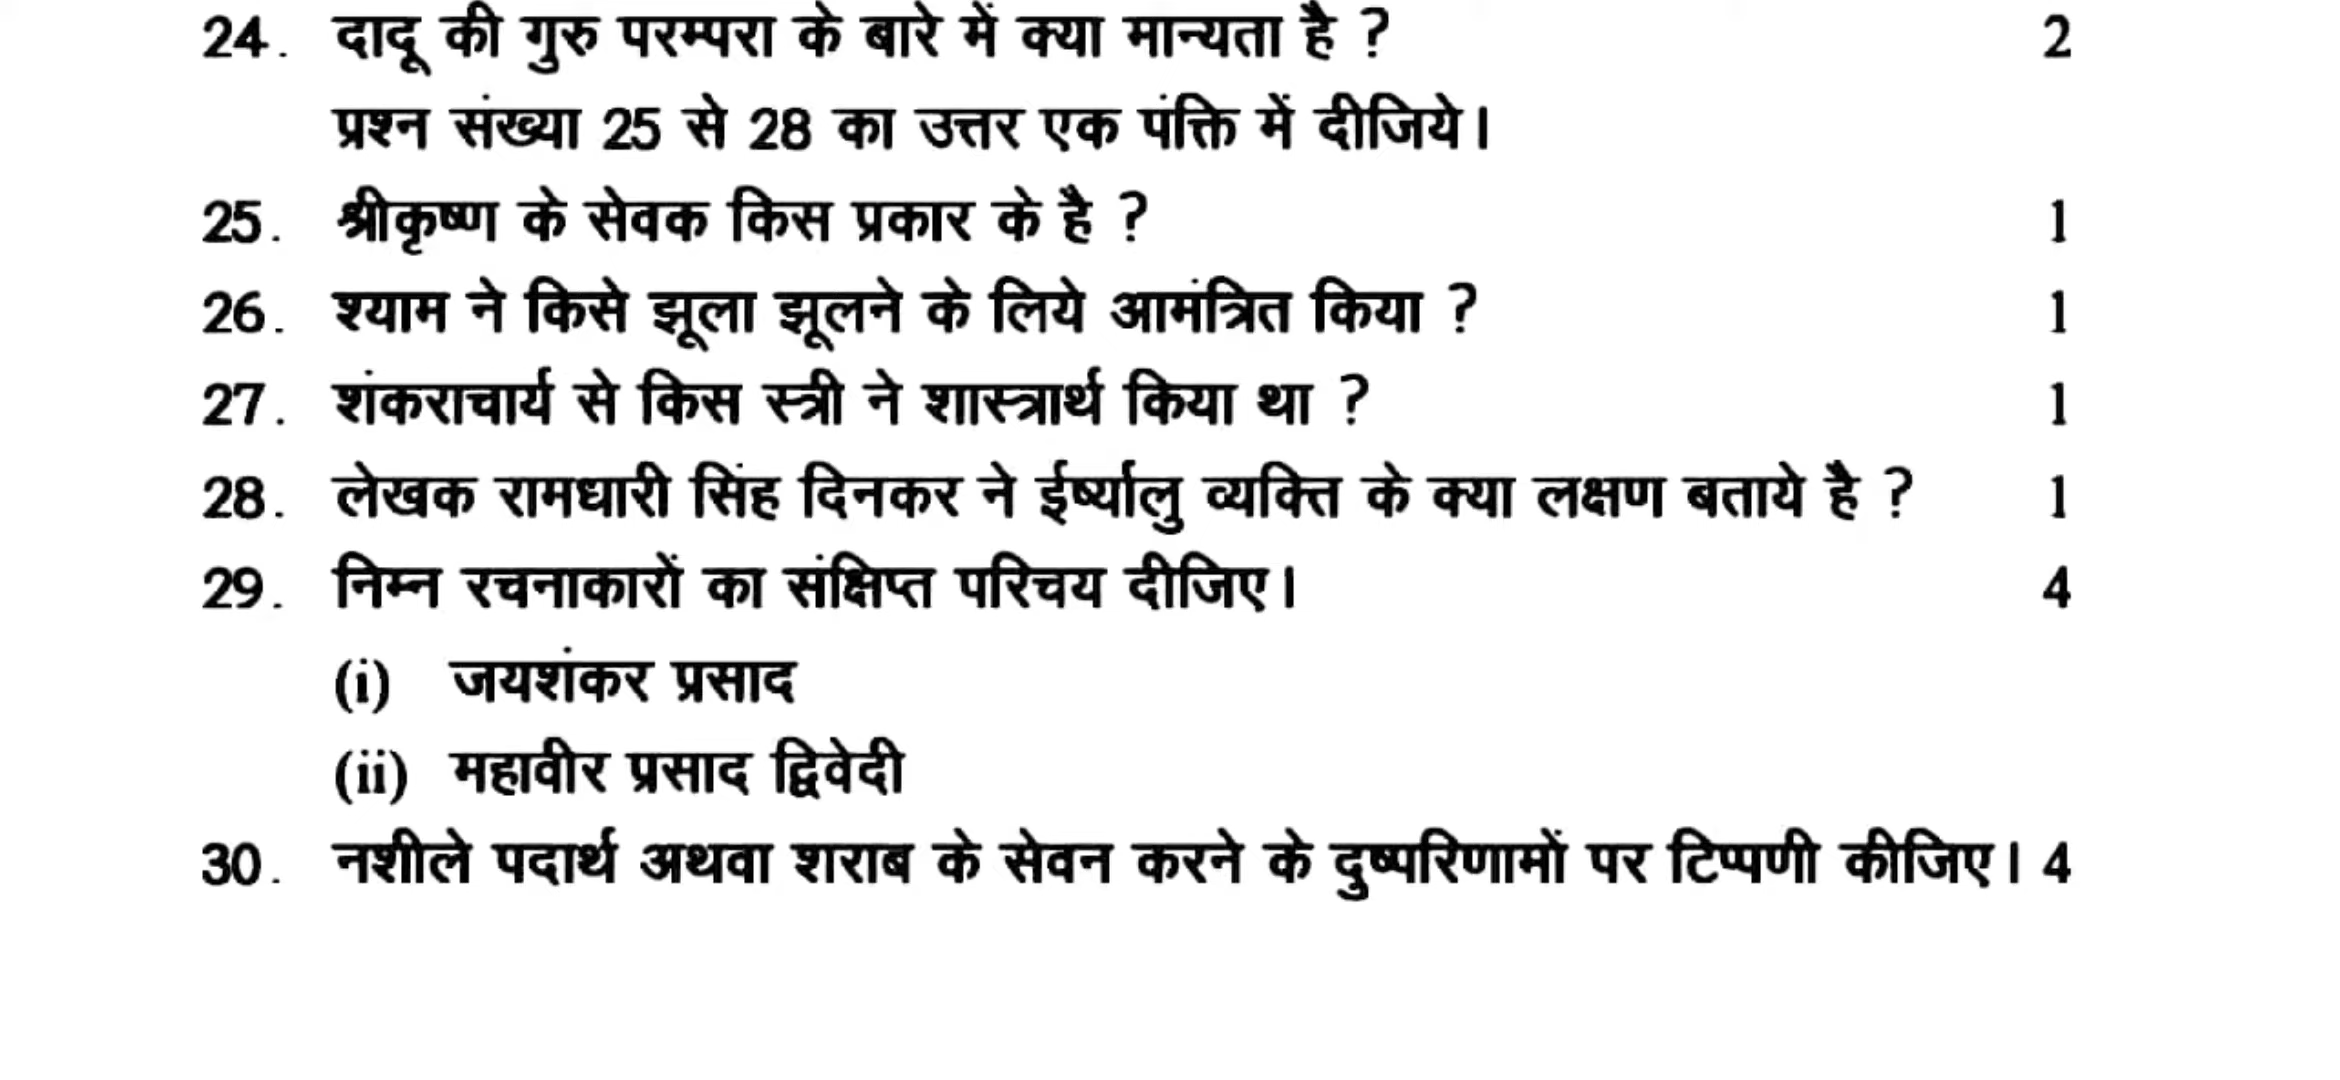 24. दादू की गुरु परम्परा के बारे में क्या मान्यता है ? 2
प्रश्न संख्या 25 से 28 का उत्तर एक पंक्ति में दीजिये।
25. श्रीकृष्ण के सेवक किस प्रकार के है ? 1
26. श्याम ने किसे झूला झूलने के लिये आमंत्रित किया ? 1
27. शंकराचार्य से किस स्त्री ने शास्त्रार्थ किया था ? 1
28. लेखक रामधारी सिंह दिनकर ने ईर्ष्यालु व्यक्ति के क्या लक्षण बताये है ? 1
29. निम्न रचनाकारों का संक्षिप्त परिचय दीजिए। 4
(i) जयशंकर प्रसाद
(ii) महावीर प्रसाद द्विवेदी
30. नशीले पदार्थ अथवा शराब के सेवन करने के दुष्परिणामों पर टिप्पणी कीजिए। 4